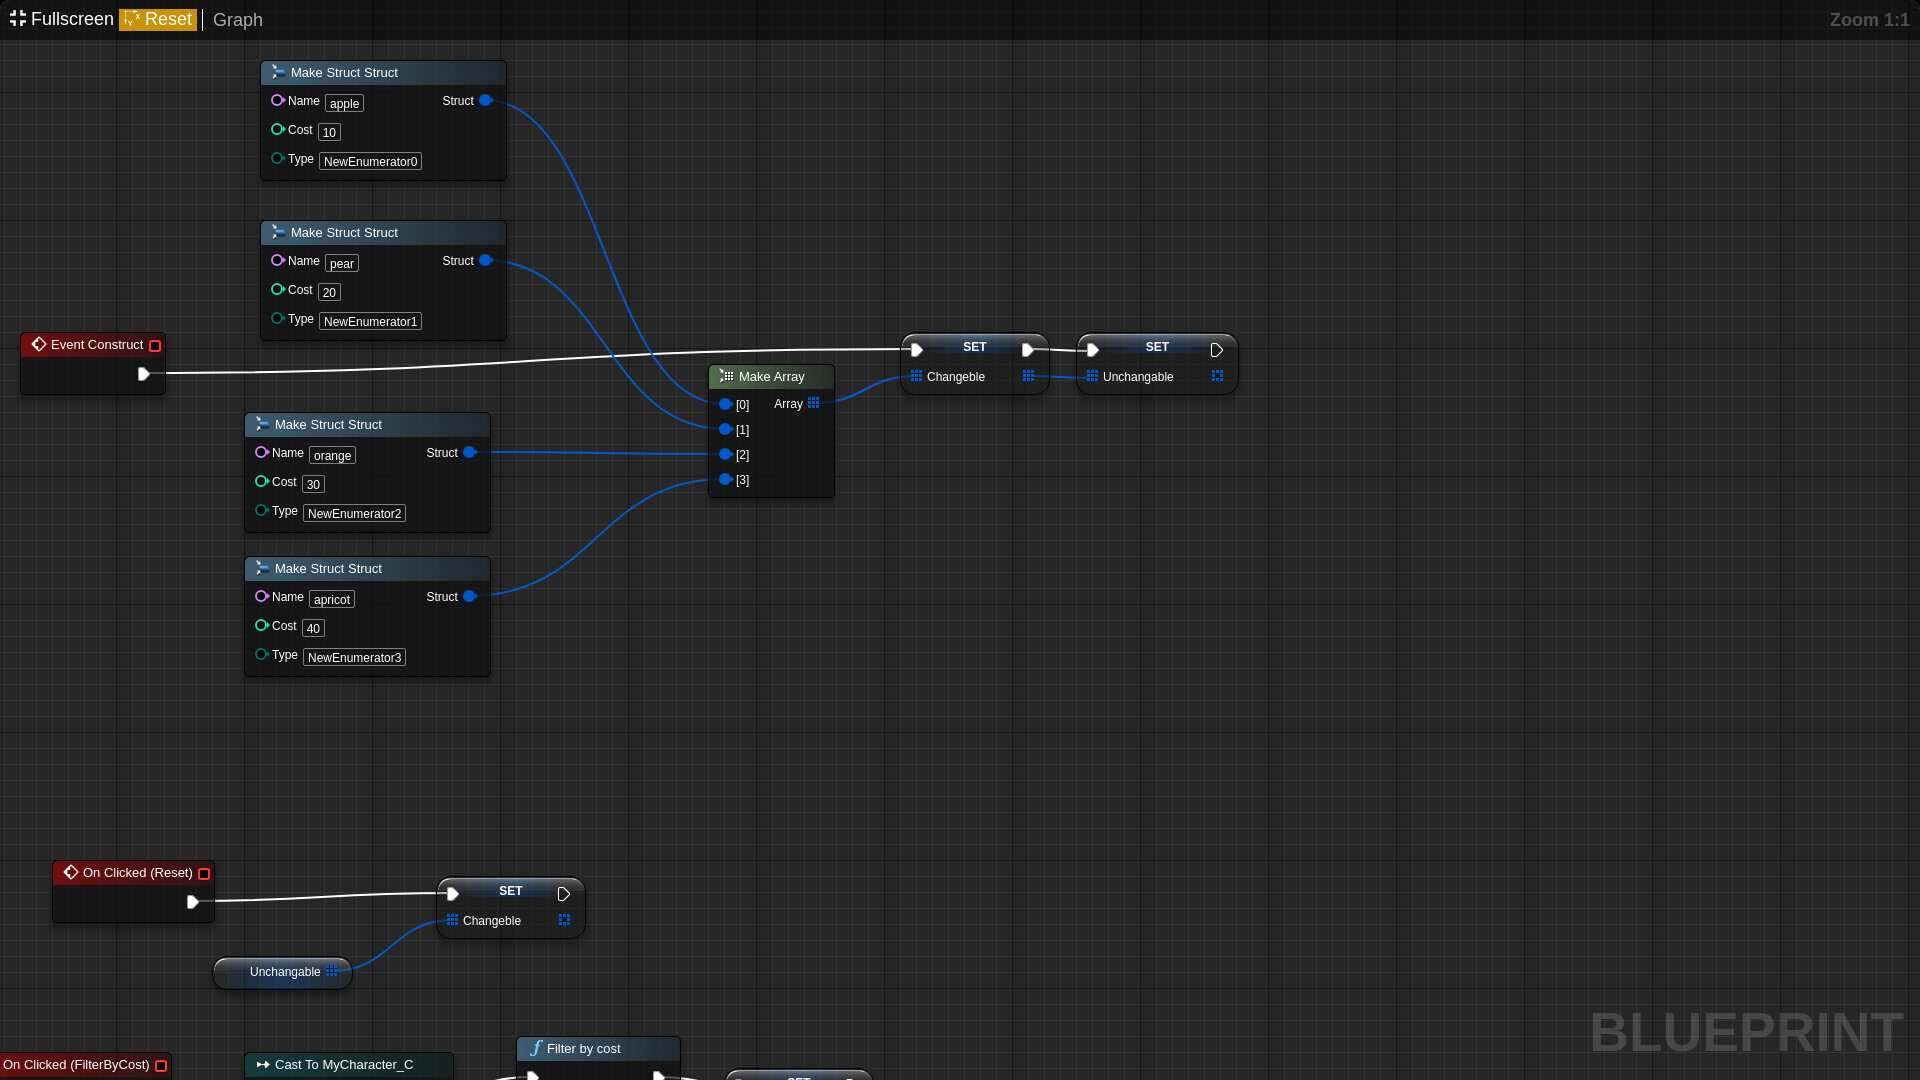 Fullscreen Reset Graph Zoom 1:1
Make Struct Struct
Name apple Struct
Cost 10
Type NewEnumerator0
Make Struct Struct
Name pear Struct
Cost 20
Type NewEnumerator1
Event Construct
SET
Changeble
SET
Unchangable
Make Array
[0] Array
[1]
[2]
[3]
Make Struct Struct
Name orange Struct
Cost 30
Type NewEnumerator2
Make Struct Struct
Name apricot Struct
Cost 40
Type NewEnumerator3
On Clicked (Reset)
SET
Changeble
Unchangable
BLUEPRINT
On Clicked (FilterByCost)
Cast To MyCharacter_C
Filter by cost
SET